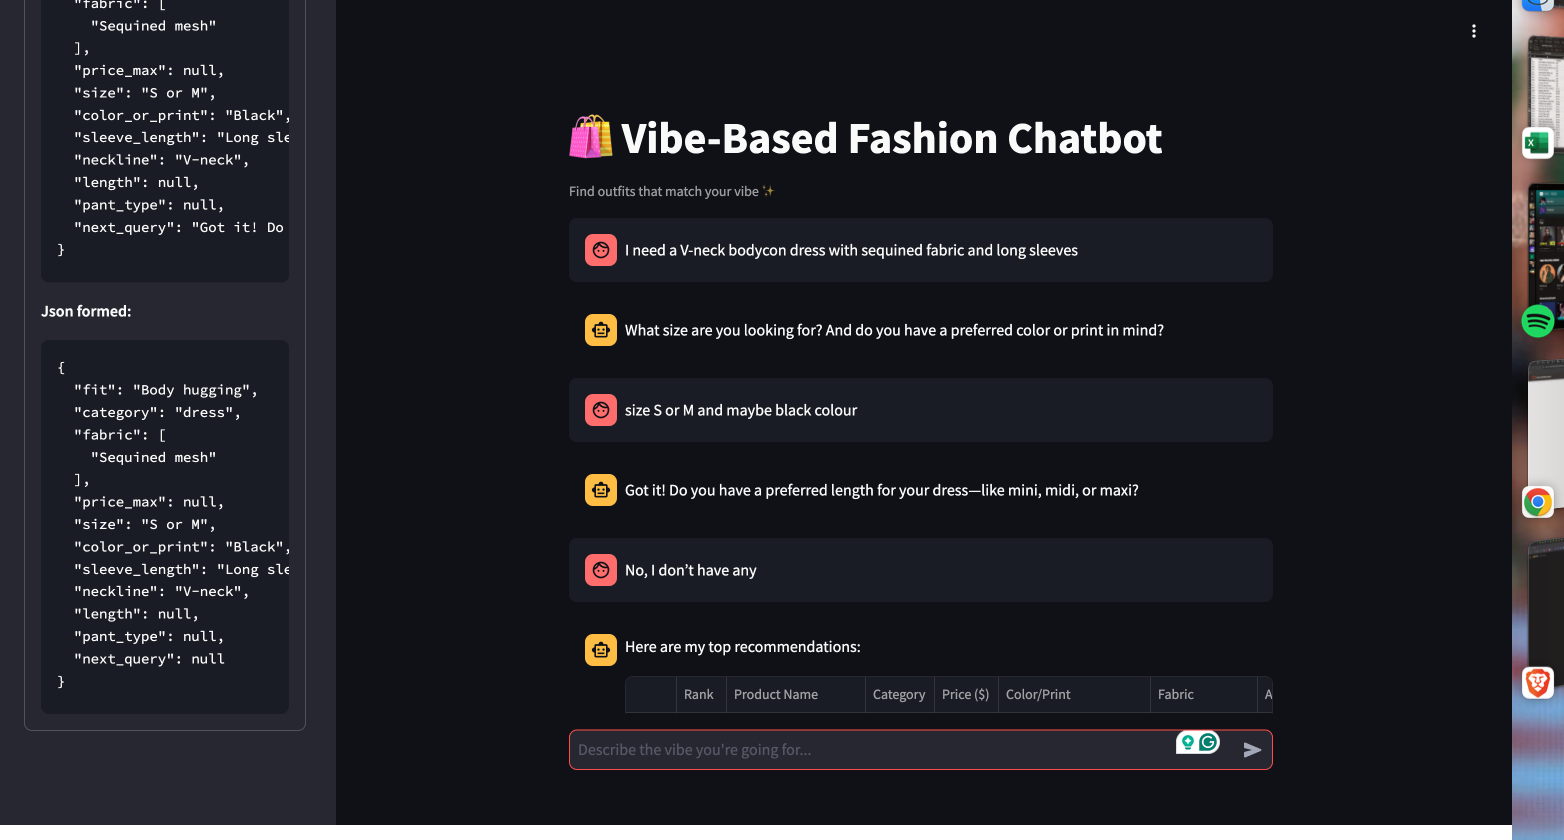 "fabric": [
"Sequined mesh"
],
"price_max": null,
"size": "S or M",
"color_or_print": "Black",
"sleeve_length": "Long sle
"neckline": "V-neck",
"length": null,
"pant_type": null,
"next_query": "Got it! Do
}
Json formed:
{
"fit": "Body hugging",
"category": "dress",
"fabric": [
"Sequined mesh"
],
"price_max": null,
"size": "S or M",
"color_or_print": "Black",
"sleeve_length": "Long sle
"neckline": "V-neck",
"length": null,
"pant_type": null,
"next_query": null
}
Vibe-Based Fashion Chatbot
Find outfits that match your vibe ✨
I need a V-neck bodycon dress with sequined fabric and long sleeves
What size are you looking for? And do you have a preferred color or print in mind?
size S or M and maybe black colour
Got it! Do you have a preferred length for your dress—like mini, midi, or maxi?
No, I don’t have any
Here are my top recommendations:
Rank Product Name Category Price ($) Color/Print Fabric A
Describe the vibe you're going for...